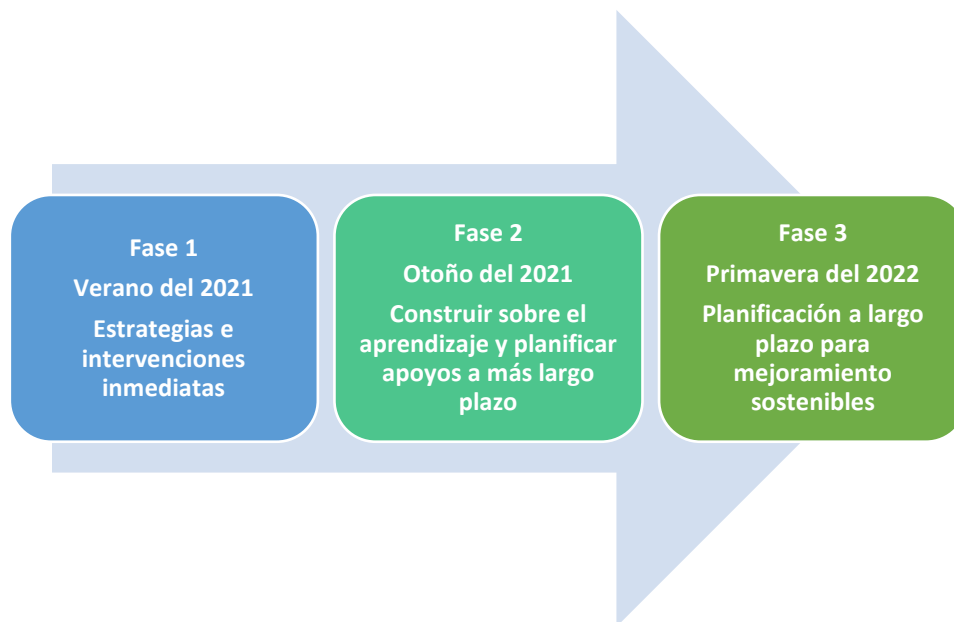 Fase 1
Verano del 2021
Estrategias e
intervenciones
inmediatas
Fase 2
Otoño del 2021
Construir sobre el
aprendizaje y planificar
apoyos a más largo
plazo
Fase 3
Primavera del 2022
Planificación a largo
plazo para
mejoramiento
sostenibles